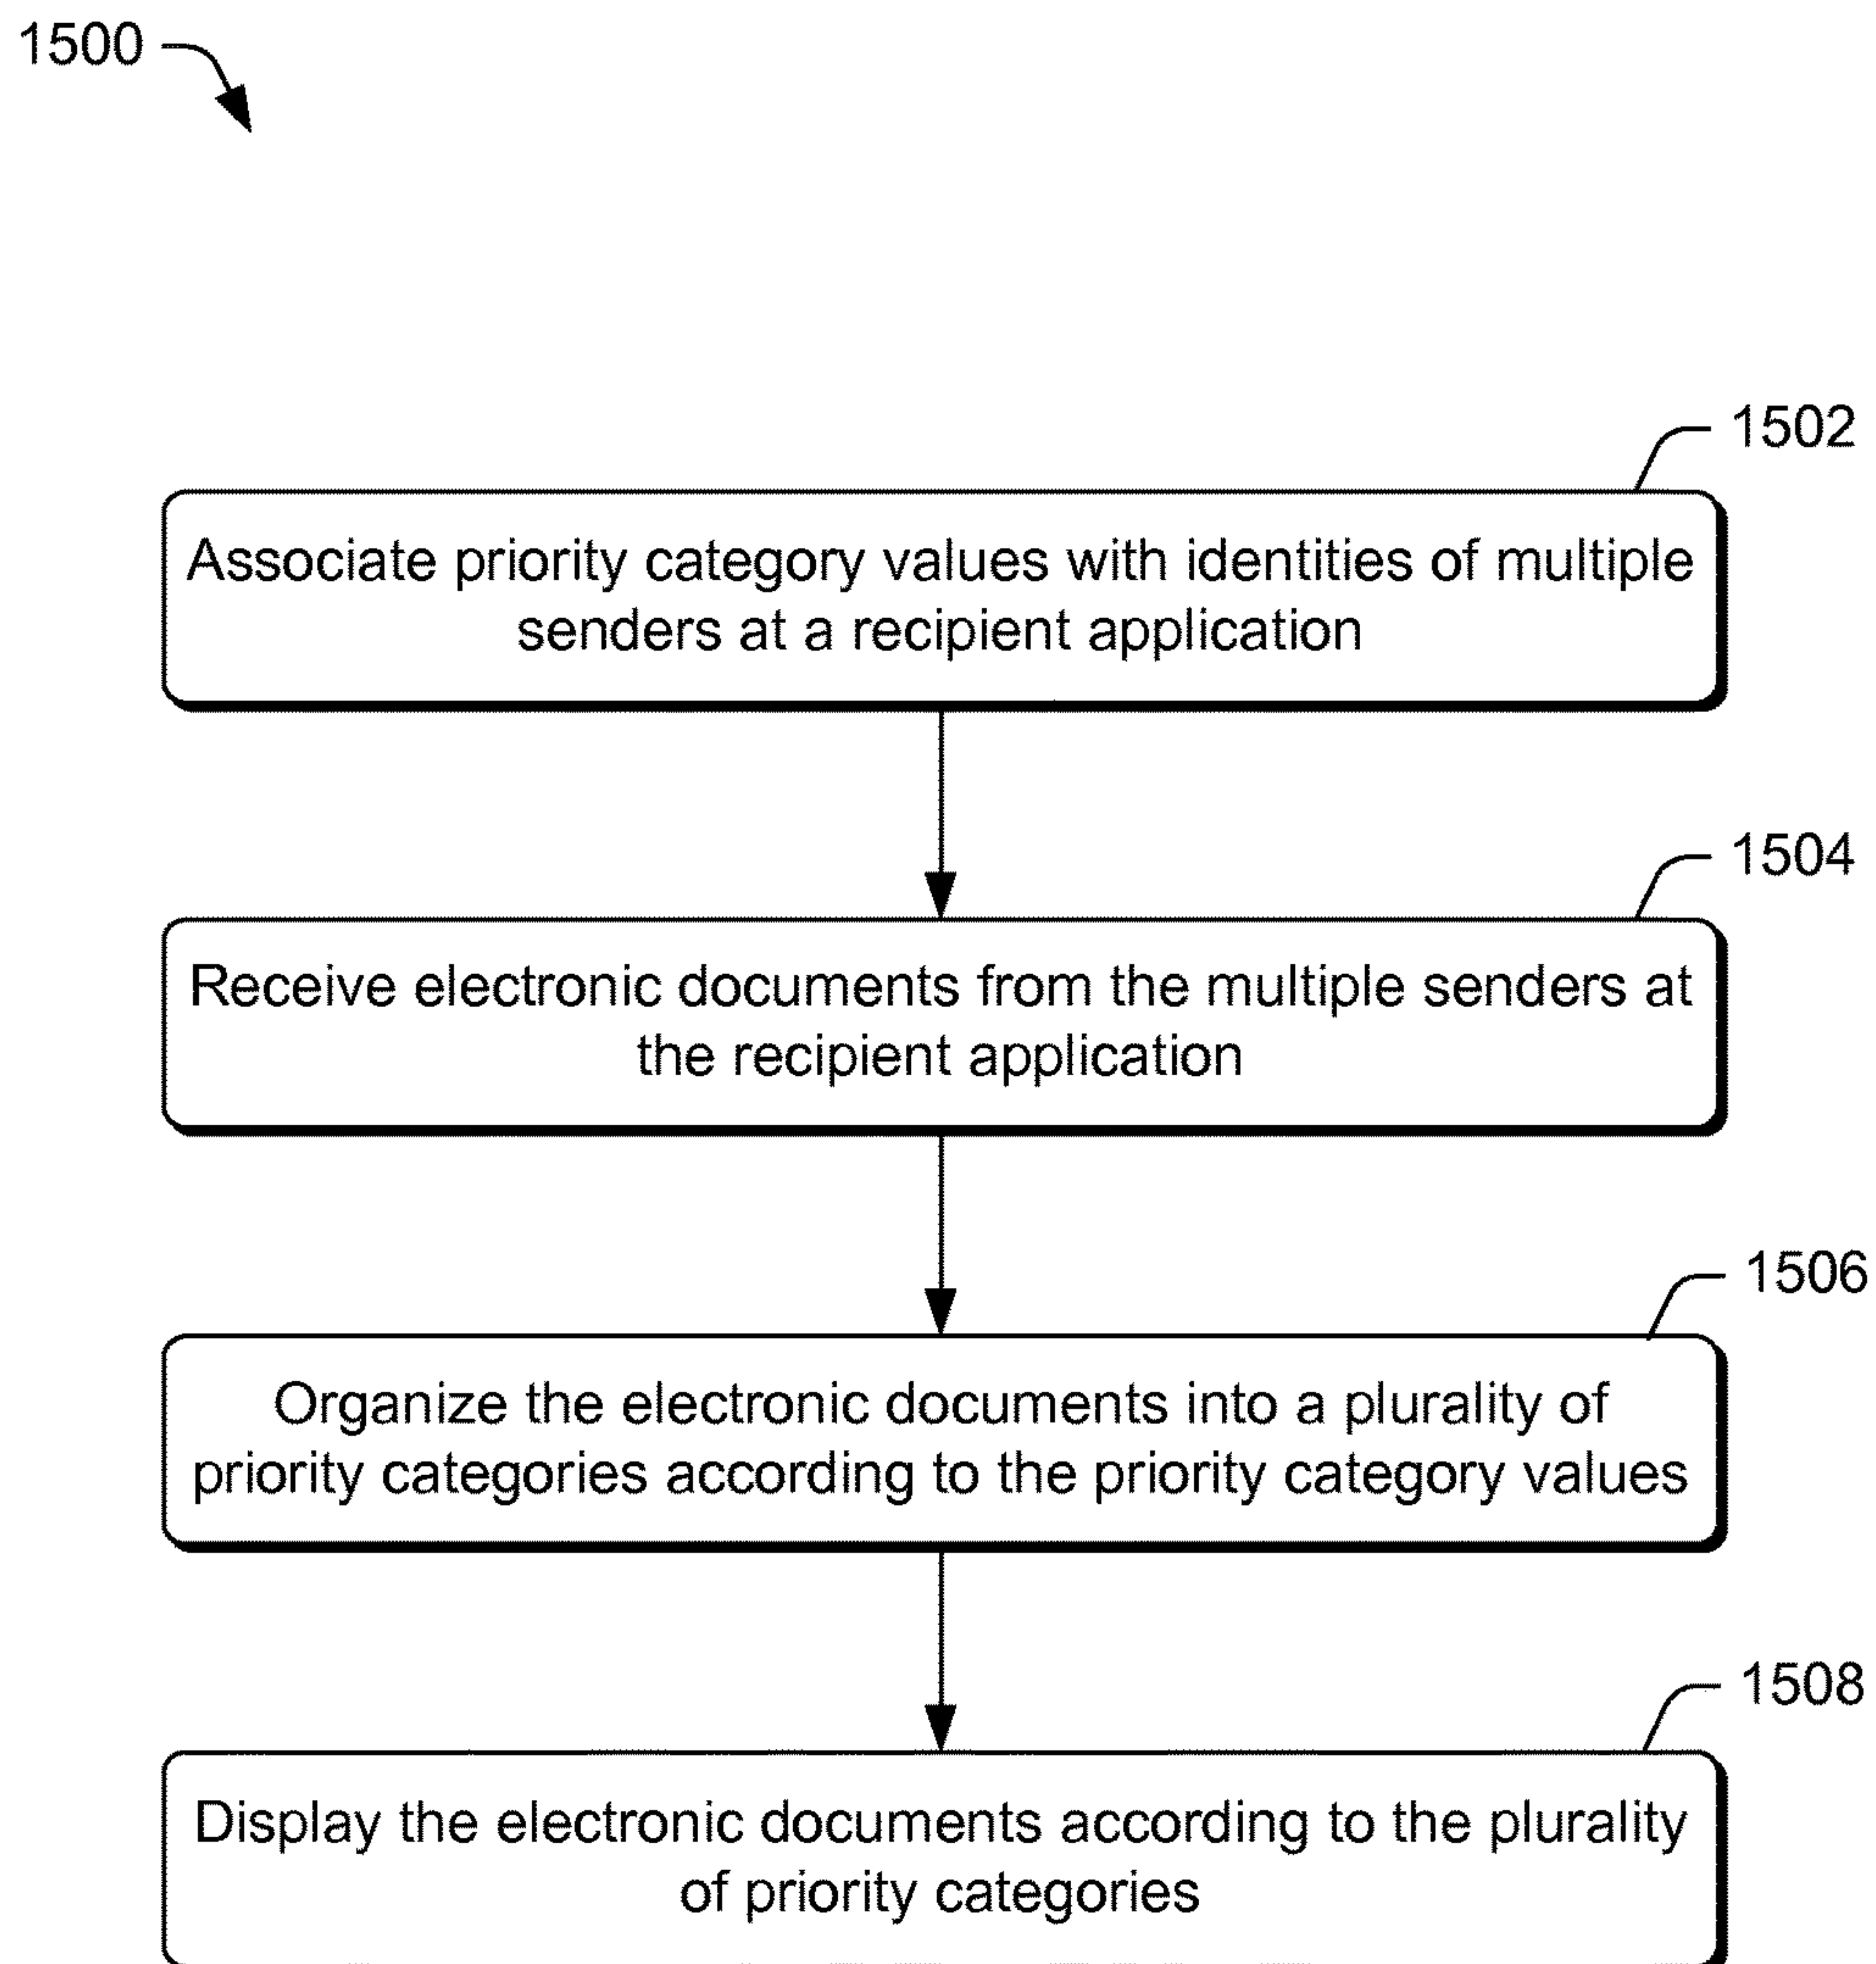 1500
1502
Associate priority category values with identities of multiple
senders at a recipient application
1504
Receive electronic documents from the multiple senders at
the recipient application
1506
Organize the electronic documents into a plurality of
priority categories according to the priority category values
1508
Display the electronic documents according to the plurality
of priority categories